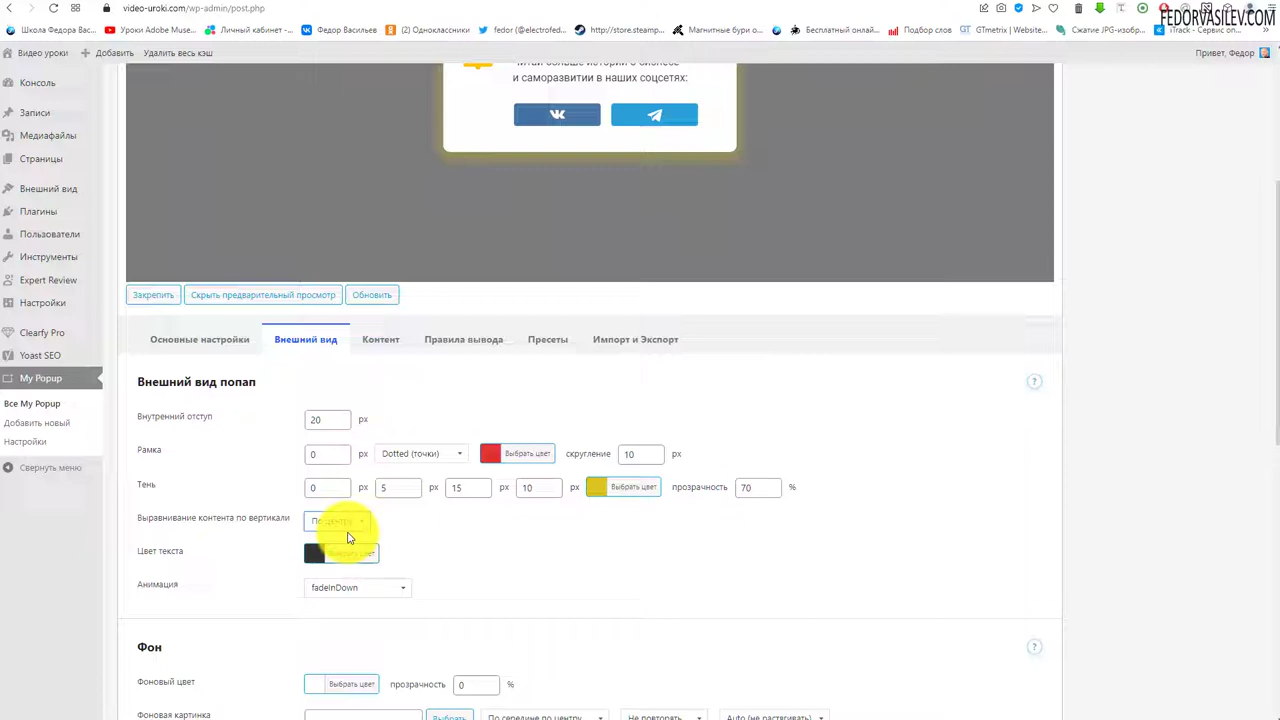 video-uroki.com/wp-admin/post.php
FEDORVASILEV.COM
Школа Федора Вас...
Уроки Adobe Muse...
Личный кабинет -...
Федор Васильев
(2) Одноклассники
fedor (@electrofed...
http://store.steamp...
Магнитные бури о...
Бесплатный онлай...
Подбор слов
GTmetrix | Website...
Сжатие JPG-изобр...
iTrack - Сервис оп...
Видео уроки
Добавить
Удалить весь кэш
Привет, Федор
Консоль
Записи
Медиафайлы
Страницы
Внешний вид
Плагины
Пользователи
Инструменты
Expert Review
Настройки
Clearfy Pro
Yoast SEO
My Popup
Все My Popup
Добавить новый
Настройки
Свернуть меню
и саморазвитии в наших соцсетях:
Закрепить
Скрыть предварительный просмотр
Обновить
Основные настройки
Внешний вид
Контент
Правила вывода
Пресеты
Импорт и Экспорт
Внешний вид попап
?
Внутренний отступ
20 px
Рамка
0 px Dotted (точки) Выбрать цвет скругление 10 px
Тень
0 px 5 px 15 px 10 px Выбрать цвет прозрачность 70 %
Выравнивание контента по вертикали
По центру
Цвет текста
Выбрать цвет
Анимация
fadeInDown
Фон
?
Фоновый цвет
Выбрать цвет прозрачность 0 %
Фоновая картинка
Выбрать По середине по центру Не повторять Auto (не растягивать)